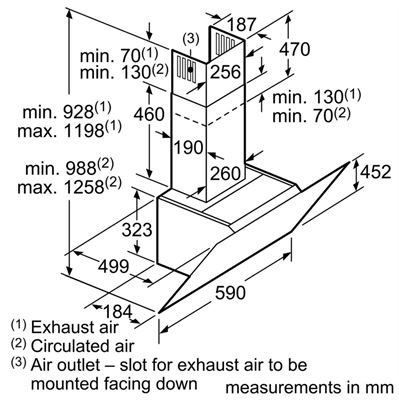 187
(3)
min. 70(1)
min. 130(2)
470
256
min. 928(1)
max. 1198(1)
460
min. 130(1)
min. 70(2)
190
min. 988(2)
max. 1258(2)
260
452
323
499
590
184
(1) Exhaust air
(2) Circulated air
(3) Air outlet – slot for exhaust air to be
mounted facing down
measurements in mm